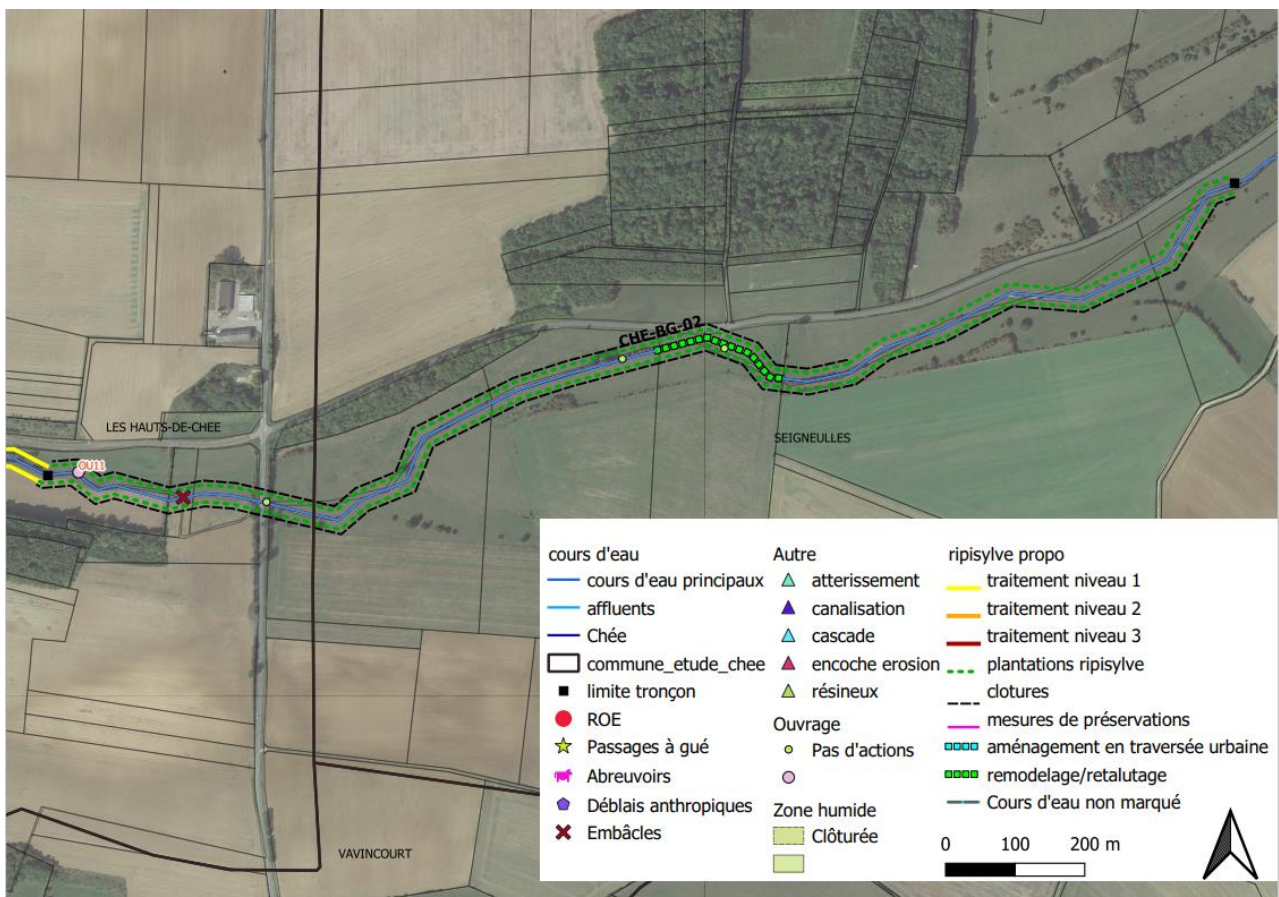 CHE-BG-02
LES HAUTS-DE-CHEE
SEIGNEULLES
OU11
VAVINCOURT
cours d'eau
cours d'eau principaux
affluents
Chée
commune_etude_chee
limite tronçon
ROE
Passages à gué
Abreuvoirs
Déblais anthropiques
Embâcles
Autre
atterissement
canalisation
cascade
encoche erosion
résineux
Ouvrage
Pas d'actions
Zone humide
Clôturée
ripisylve propo
traitement niveau 1
traitement niveau 2
traitement niveau 3
plantations ripisylve
clotures
mesures de préservations
aménagement en traversée urbaine
remodelage/retalutage
Cours d'eau non marqué
0 100 200 m